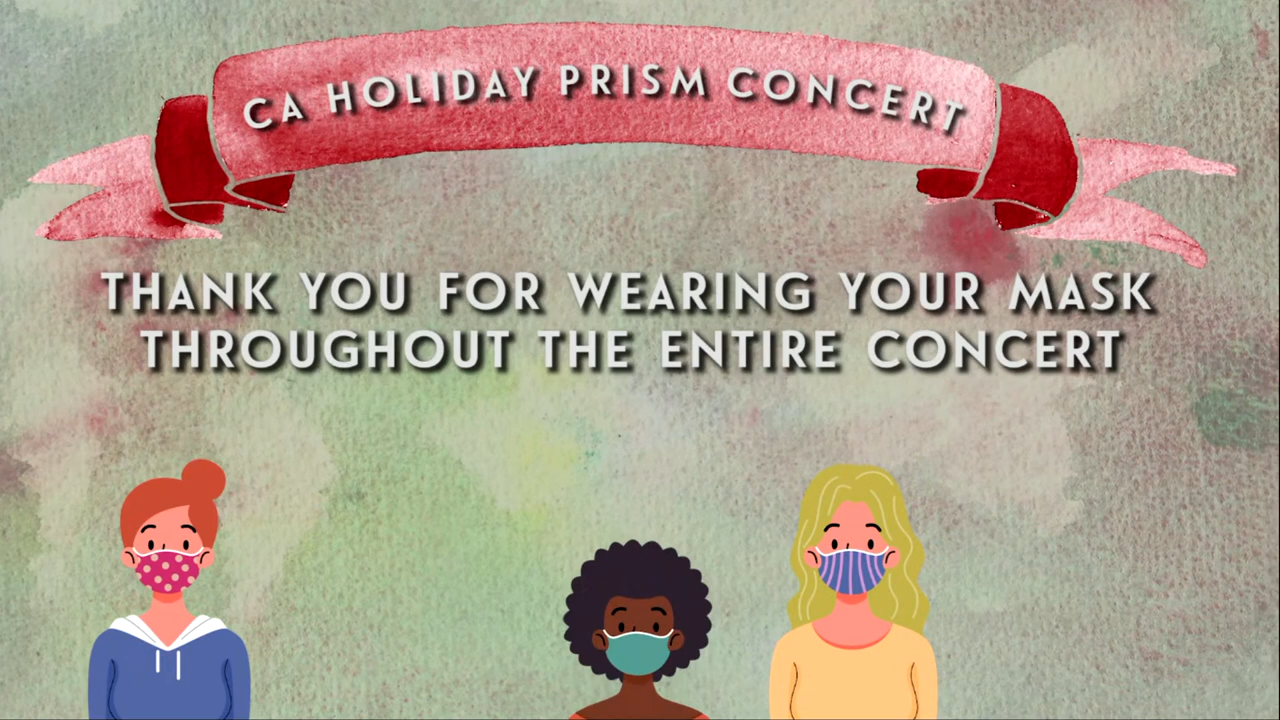 CA HOLIDAY PRISM CONCERT
THANK YOU FOR WEARING YOUR MASK
THROUGHOUT THE ENTIRE CONCERT